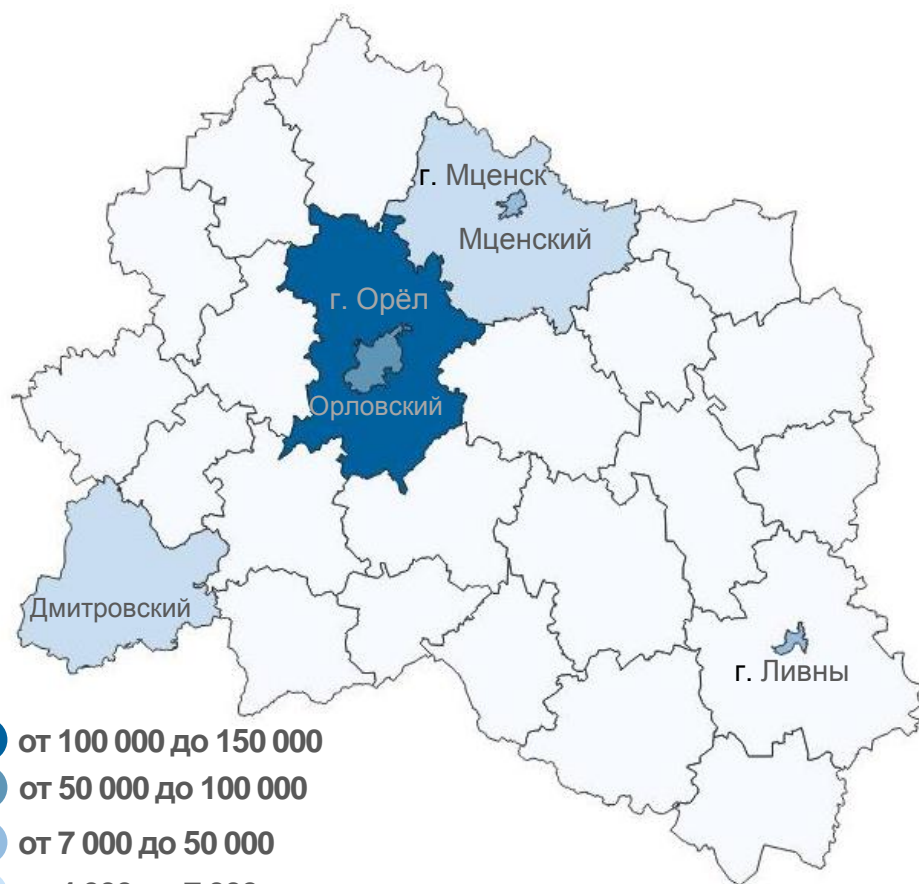 г. Мценск
Мценский
г. Орёл
Орловский
Дмитровский
г. Ливны
от 100 000 до 150 000
от 50 000 до 100 000
от 7 000 до 50 000